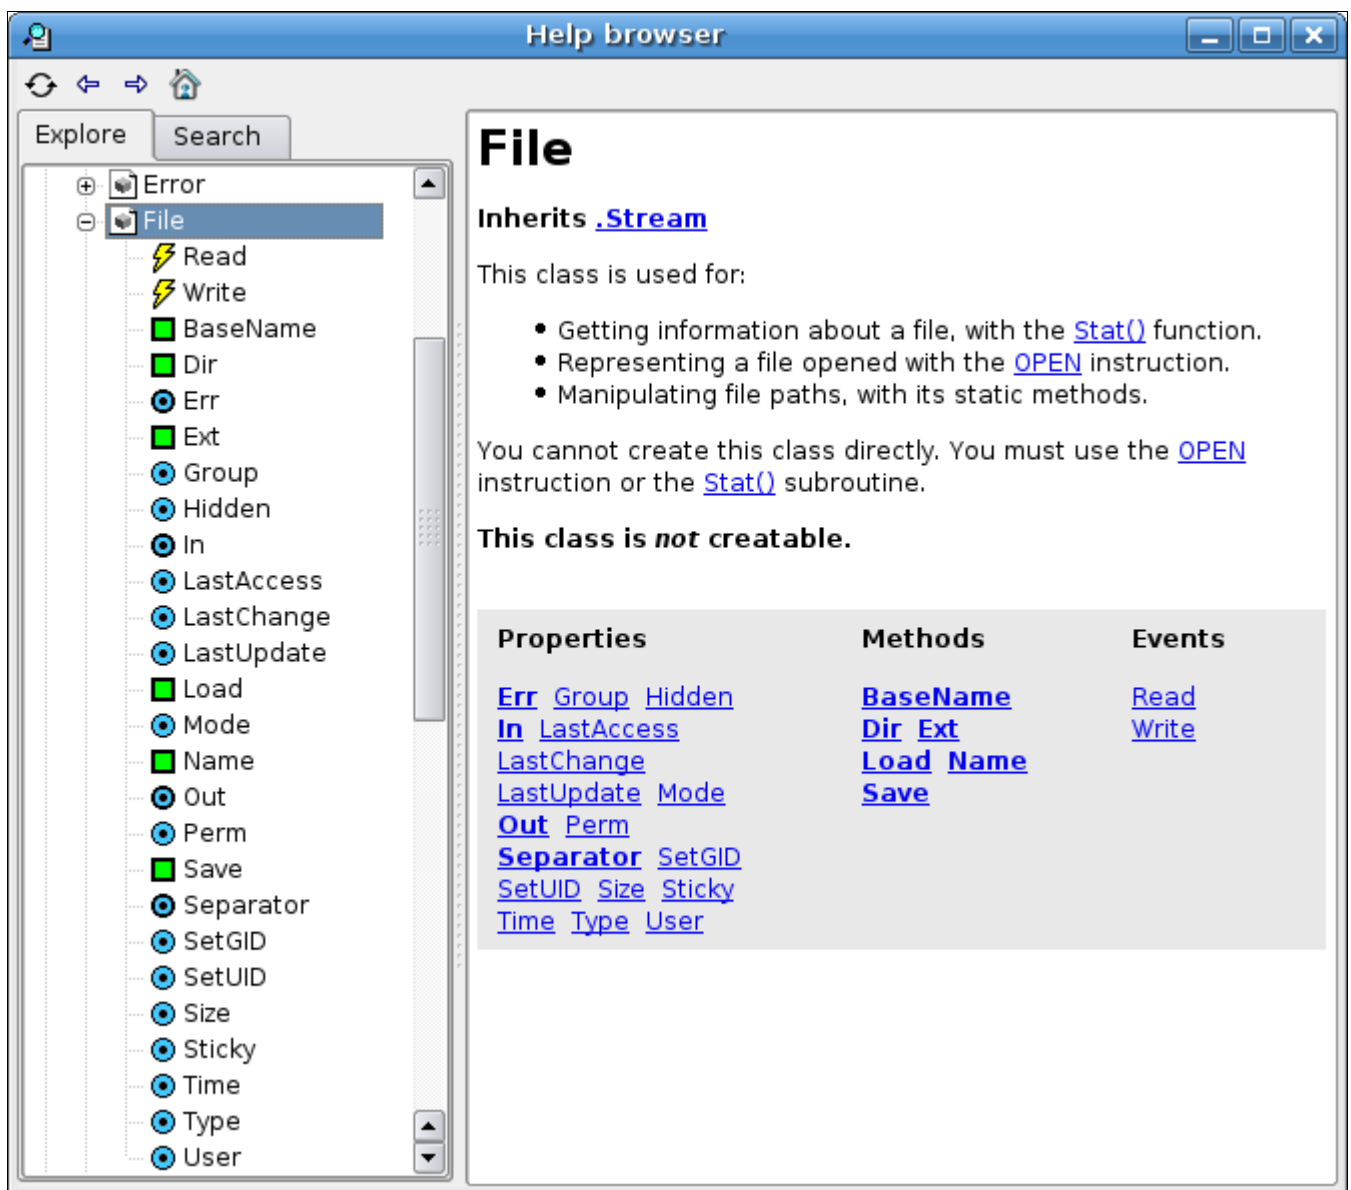 Help browser
Explore
Search
Error
File
Read
Write
BaseName
Dir
Err
Ext
Group
Hidden
In
LastAccess
LastChange
LastUpdate
Load
Mode
Name
Out
Perm
Save
Separator
SetGID
SetUID
Size
Sticky
Time
Type
User
File
Inherits .Stream
This class is used for:
• Getting information about a file, with the Stat() function.
• Representing a file opened with the OPEN instruction.
• Manipulating file paths, with its static methods.
You cannot create this class directly. You must use the OPEN
instruction or the Stat() subroutine.
This class is not creatable.
Properties
Err Group Hidden
In LastAccess
LastChange
LastUpdate Mode
Out Perm
Separator SetGID
SetUID Size Sticky
Time Type User
Methods
BaseName
Dir Ext
Load Name
Save
Events
Read
Write